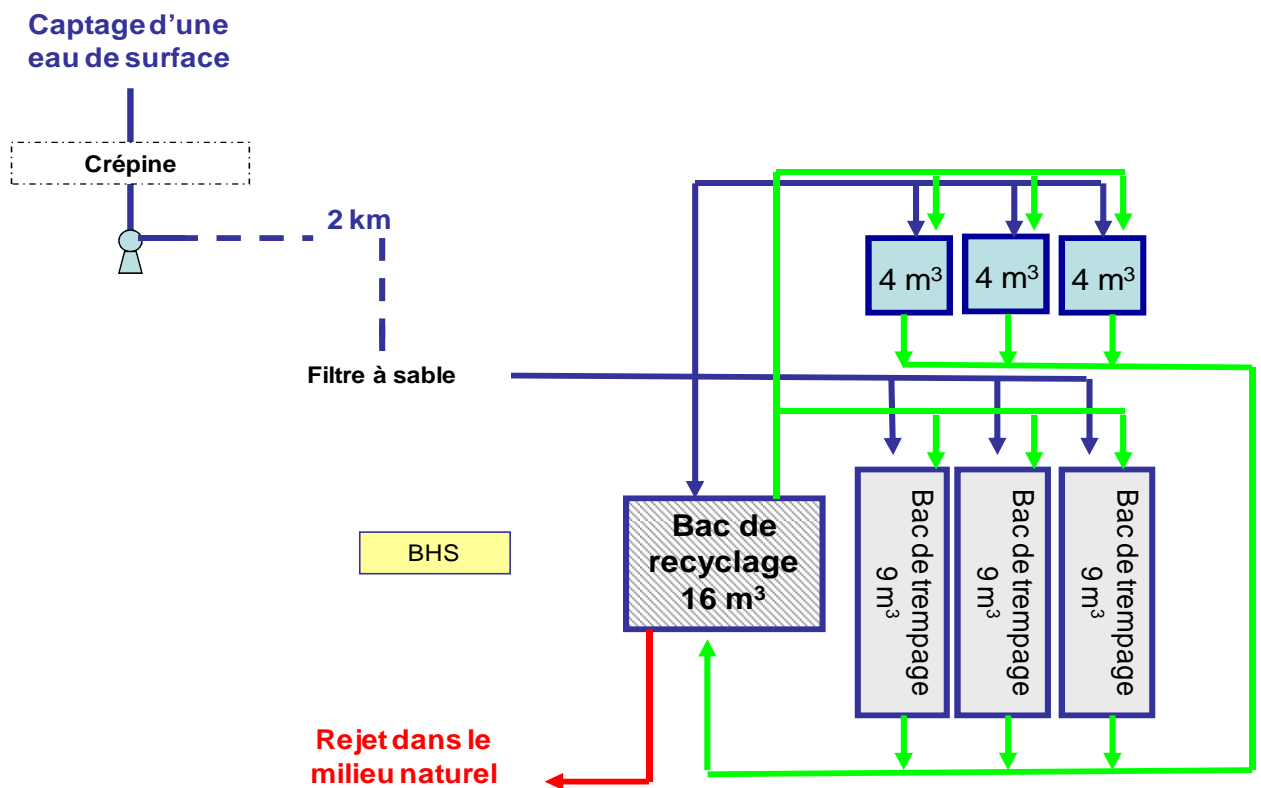 Captage d'une
eau de surface
Crépine
2 km
4 m³
4 m³
4 m³
Filtre à sable
BHS
Bac de
recyclage
16 m³
Bac de trempage
9 m³
Bac de trempage
9 m³
Bac de trempage
9 m³
Rejet dans le
milieu naturel